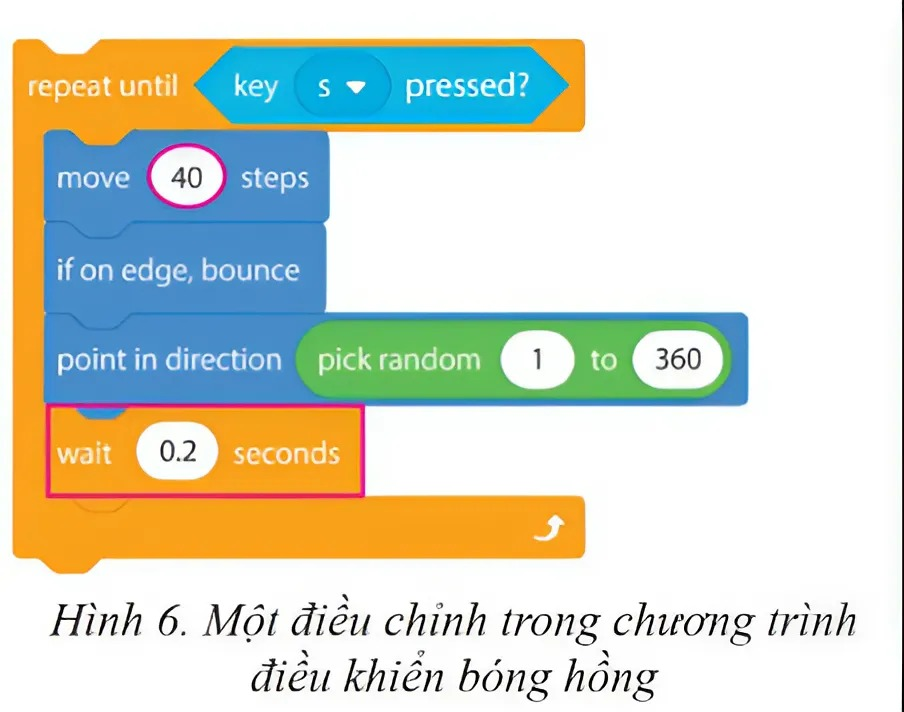 repeat until key s pressed?
move 40 steps
if on edge, bounce
point in direction pick random 1 to 360
wait 0.2 seconds
Hình 6. Một điều chỉnh trong chương trình
điều khiển bóng hồng